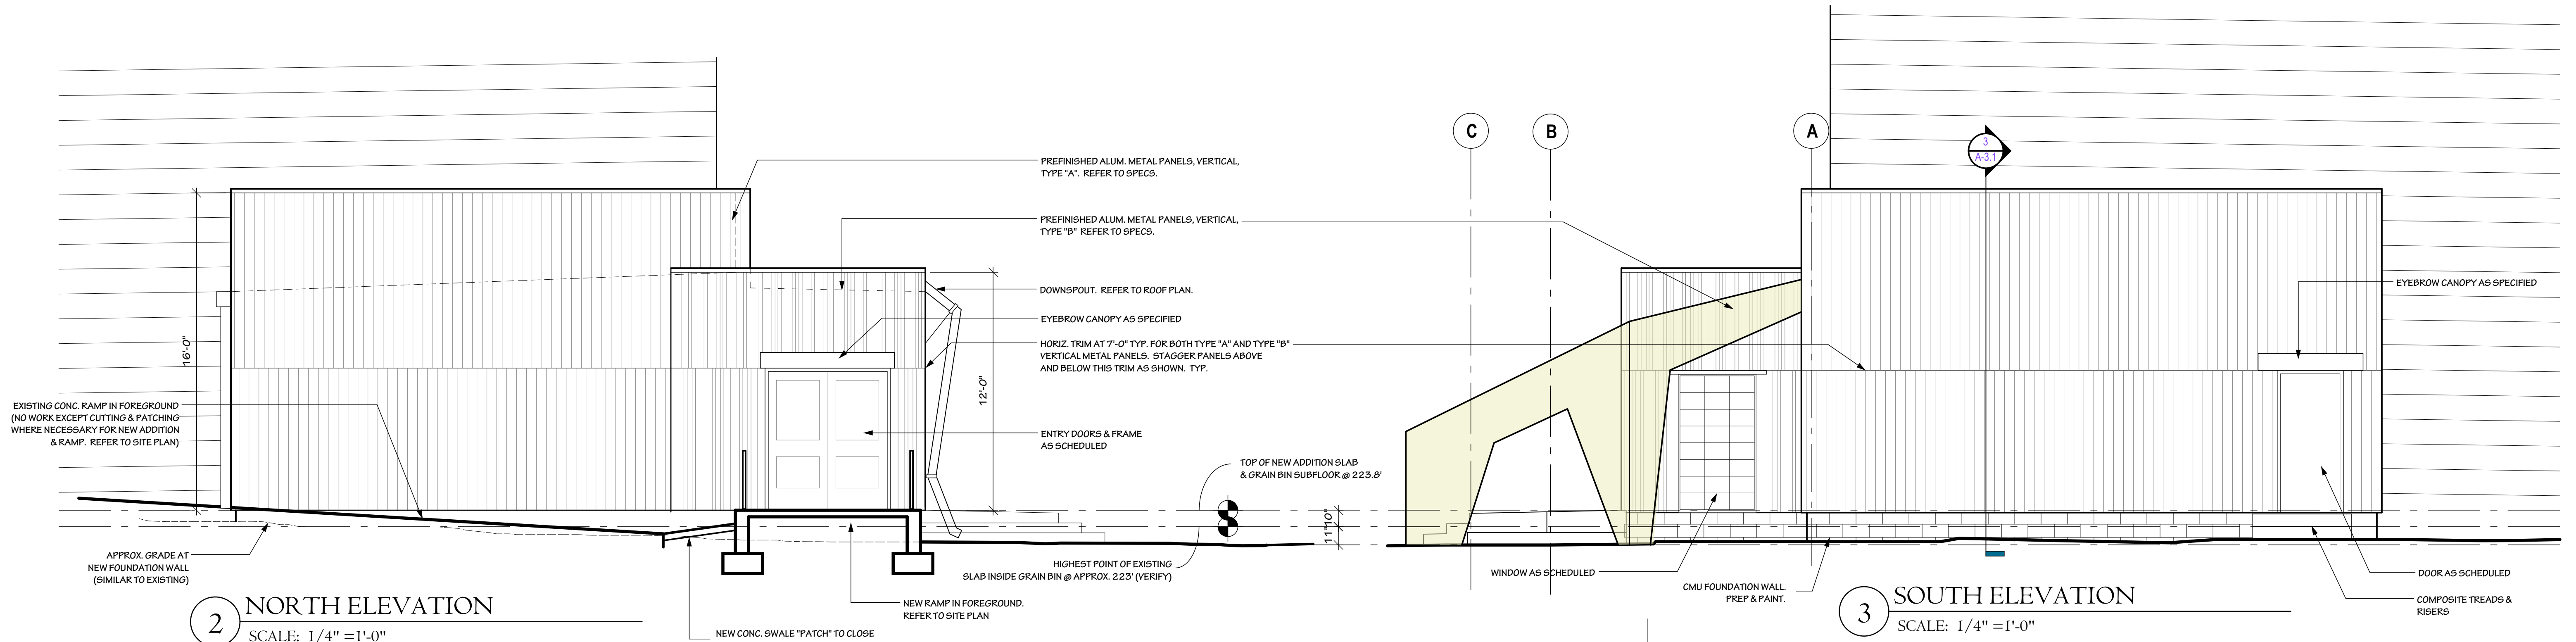 C
B
A
3
A-3.1
PREFINISHED ALUM. METAL PANELS, VERTICAL,
TYPE "A". REFER TO SPECS.
PREFINISHED ALUM. METAL PANELS, VERTICAL,
TYPE "B" REFER TO SPECS.
DOWNSPOUT. REFER TO ROOF PLAN.
EYEBROW CANOPY AS SPECIFIED
HORIZ. TRIM AT 7'-0" TYP. FOR BOTH TYPE "A" AND TYPE "B"
VERTICAL METAL PANELS. STAGGER PANELS ABOVE
AND BELOW THIS TRIM AS SHOWN. TYP.
EYEBROW CANOPY AS SPECIFIED
16'-0"
12'-0"
EXISTING CONC. RAMP IN FOREGROUND
(NO WORK EXCEPT CUTTING & PATCHING
WHERE NECESSARY FOR NEW ADDITION
& RAMP. REFER TO SITE PLAN)
ENTRY DOORS & FRAME
AS SCHEDULED
TOP OF NEW ADDITION SLAB
& GRAIN BIN SUBFLOOR @ 223.8'
10"
11"
APPROX. GRADE AT
NEW FOUNDATION WALL
(SIMILAR TO EXISTING)
HIGHEST POINT OF EXISTING
SLAB INSIDE GRAIN BIN @ APPROX. 223' (VERIFY)
WINDOW AS SCHEDULED
CMU FOUNDATION WALL.
PREP & PAINT.
DOOR AS SCHEDULED
COMPOSITE TREADS &
RISERS
NEW RAMP IN FOREGROUND.
REFER TO SITE PLAN
NEW CONC. SWALE "PATCH" TO CLOSE
2
NORTH ELEVATION
SCALE: 1/4" =1'-0"
3
SOUTH ELEVATION
SCALE: 1/4" =1'-0"